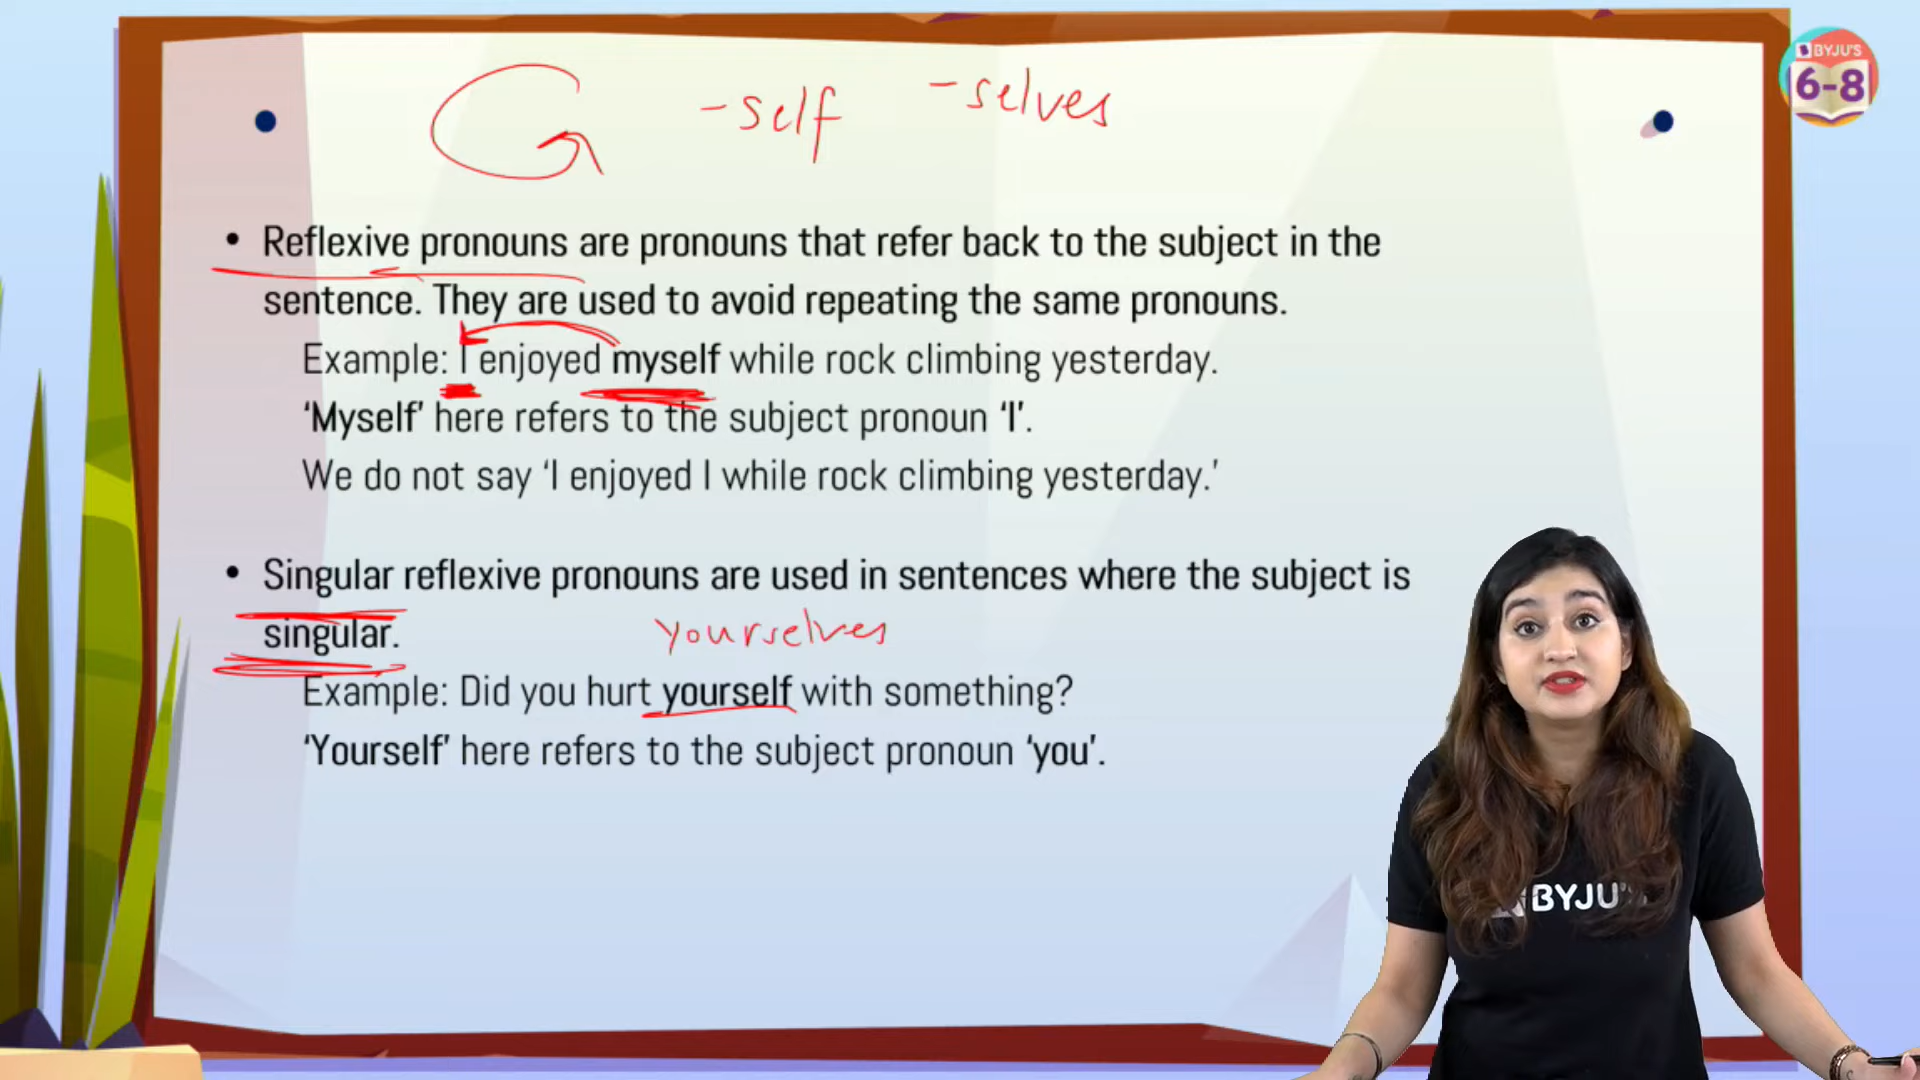 -self -selves
BYJU'S
6-8
• Reflexive pronouns are pronouns that refer back to the subject in the
sentence. They are used to avoid repeating the same pronouns.
Example: I enjoyed myself while rock climbing yesterday.
‘Myself’ here refers to the subject pronoun ‘I’.
We do not say ‘I enjoyed I while rock climbing yesterday.’
• Singular reflexive pronouns are used in sentences where the subject is
singular.
yourselves
Example: Did you hurt yourself with something?
‘Yourself’ here refers to the subject pronoun ‘you’.
BYJU'S